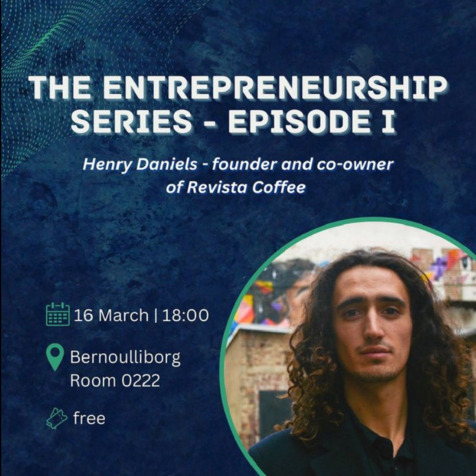 THE ENTREPRENEURSHIP
SERIES - EPISODE I
Henry Daniels - founder and co-owner
of Revista Coffee
16 March | 18:00
Bernoulliborg
Room 0222
free